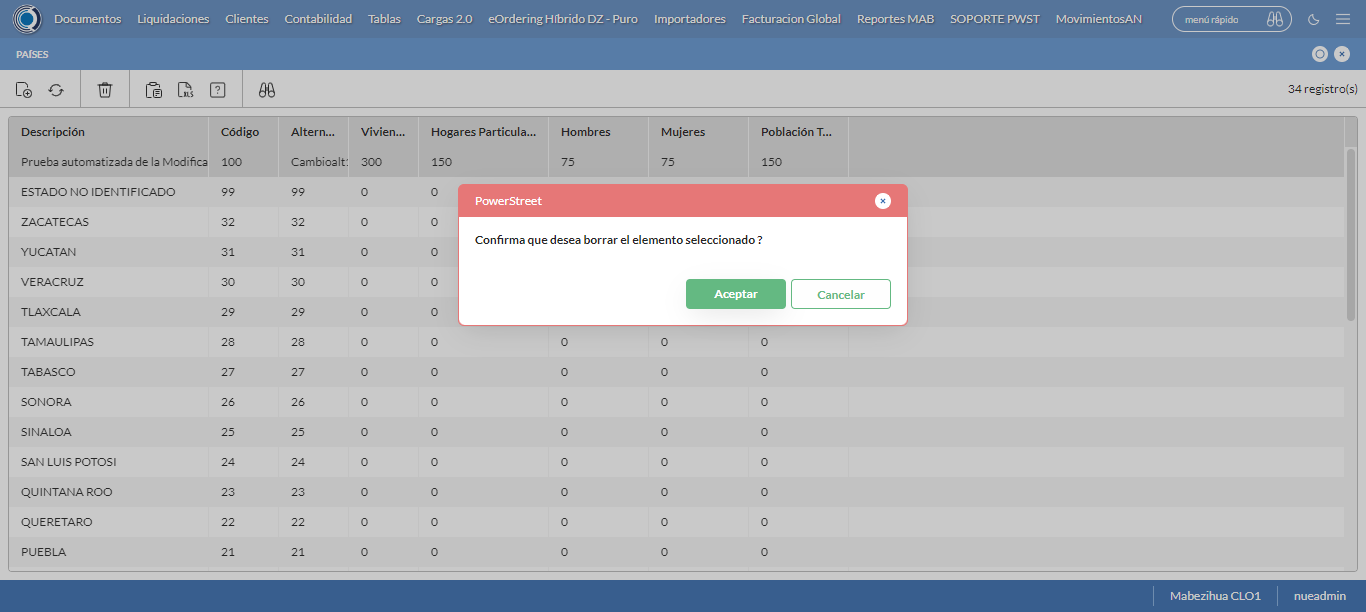 Documentos Liquidaciones Clientes Contabilidad Tablas Cargas 2.0 eOrdering Híbrido DZ - Puro Importadores Facturacion Global Reportes MAB SOPORTE PWST MovimientosAN menú rápido
PAÍSES
XLS ? 34 registro(s)
Descripción Código Altern... Vivien... Hogares Particula... Hombres Mujeres Población T...
Prueba automatizada de la Modifica 100 Cambioalt1 300 150 75 75 150
ESTADO NO IDENTIFICADO 99 99 0 0
PowerStreet
ZACATECAS 32 32 0 0
Confirma que desea borrar el elemento seleccionado ?
YUCATAN 31 31 0 0
VERACRUZ 30 30 0 0
Aceptar Cancelar
TLAXCALA 29 29 0 0
TAMAULIPAS 28 28 0 0 0 0 0
TABASCO 27 27 0 0 0 0 0
SONORA 26 26 0 0 0 0 0
SINALOA 25 25 0 0 0 0 0
SAN LUIS POTOSI 24 24 0 0 0 0 0
QUINTANA ROO 23 23 0 0 0 0 0
QUERETARO 22 22 0 0 0 0 0
PUEBLA 21 21 0 0 0 0 0
Mabezihua CLO1 nueadmin